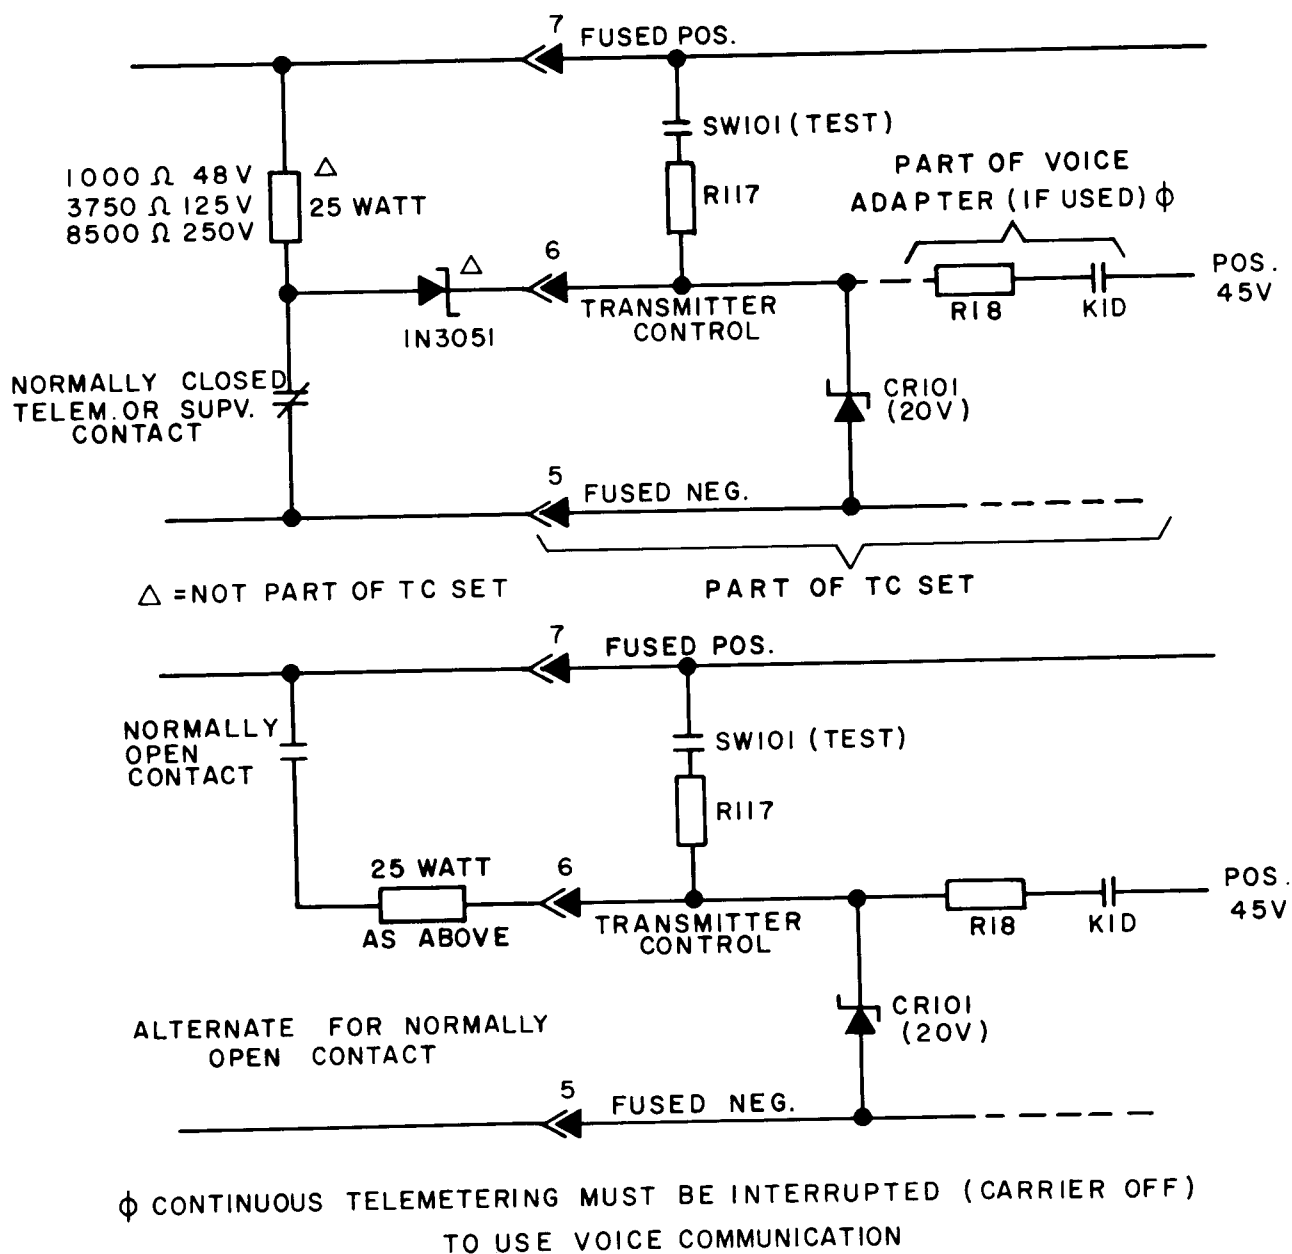 7
FUSED POS.
SW101 (TEST)
PART OF VOICE
ADAPTER (IF USED) ϕ
1000 Ω 48V
3750 Ω 125V
8500 Ω 250V
△
25 WATT
R117
6
△
POS.
45V
R18
K1D
TRANSMITTER
CONTROL
1N3051
NORMALLY CLOSED
TELEM. OR SUPV.
CONTACT
CR101
(20V)
5
FUSED NEG.
△ = NOT PART OF TC SET
PART OF TC SET
7
FUSED POS.
NORMALLY
OPEN
CONTACT
SW101 (TEST)
R117
25 WATT
AS ABOVE
6
TRANSMITTER
CONTROL
R18
K1D
POS.
45V
CR101
(20V)
ALTERNATE FOR NORMALLY
OPEN CONTACT
5
FUSED NEG.
ϕ CONTINUOUS TELEMETERING MUST BE INTERRUPTED (CARRIER OFF)
TO USE VOICE COMMUNICATION